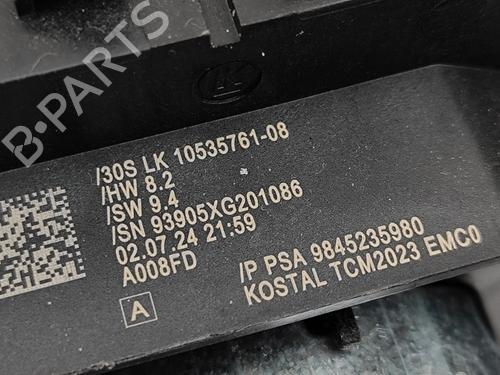 /30S LK 10535761-08
/HW 8.2
/SW 9.4
/SN 93905XG201086
02.07.24 21:59
A008FD
/P PSA 9845235980
KOSTAL TCM2023 EMC0
A
K
B-PARTS